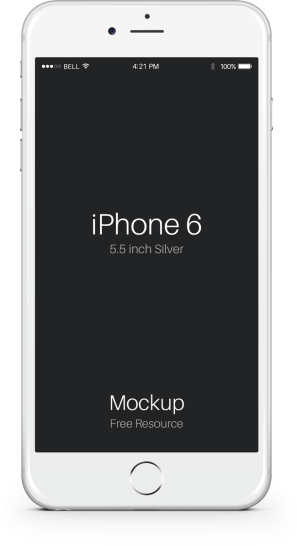 BELL 4:21 PM 100%
iPhone 6
5.5 inch Silver
Mockup
Free Resource